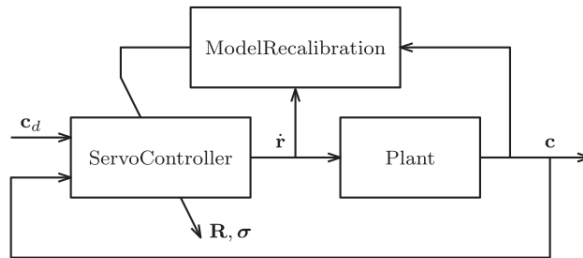 ModelRecalibration
𝐜_d
ServoController
𝐫̇
Plant
𝐜
𝐑, 𝛔